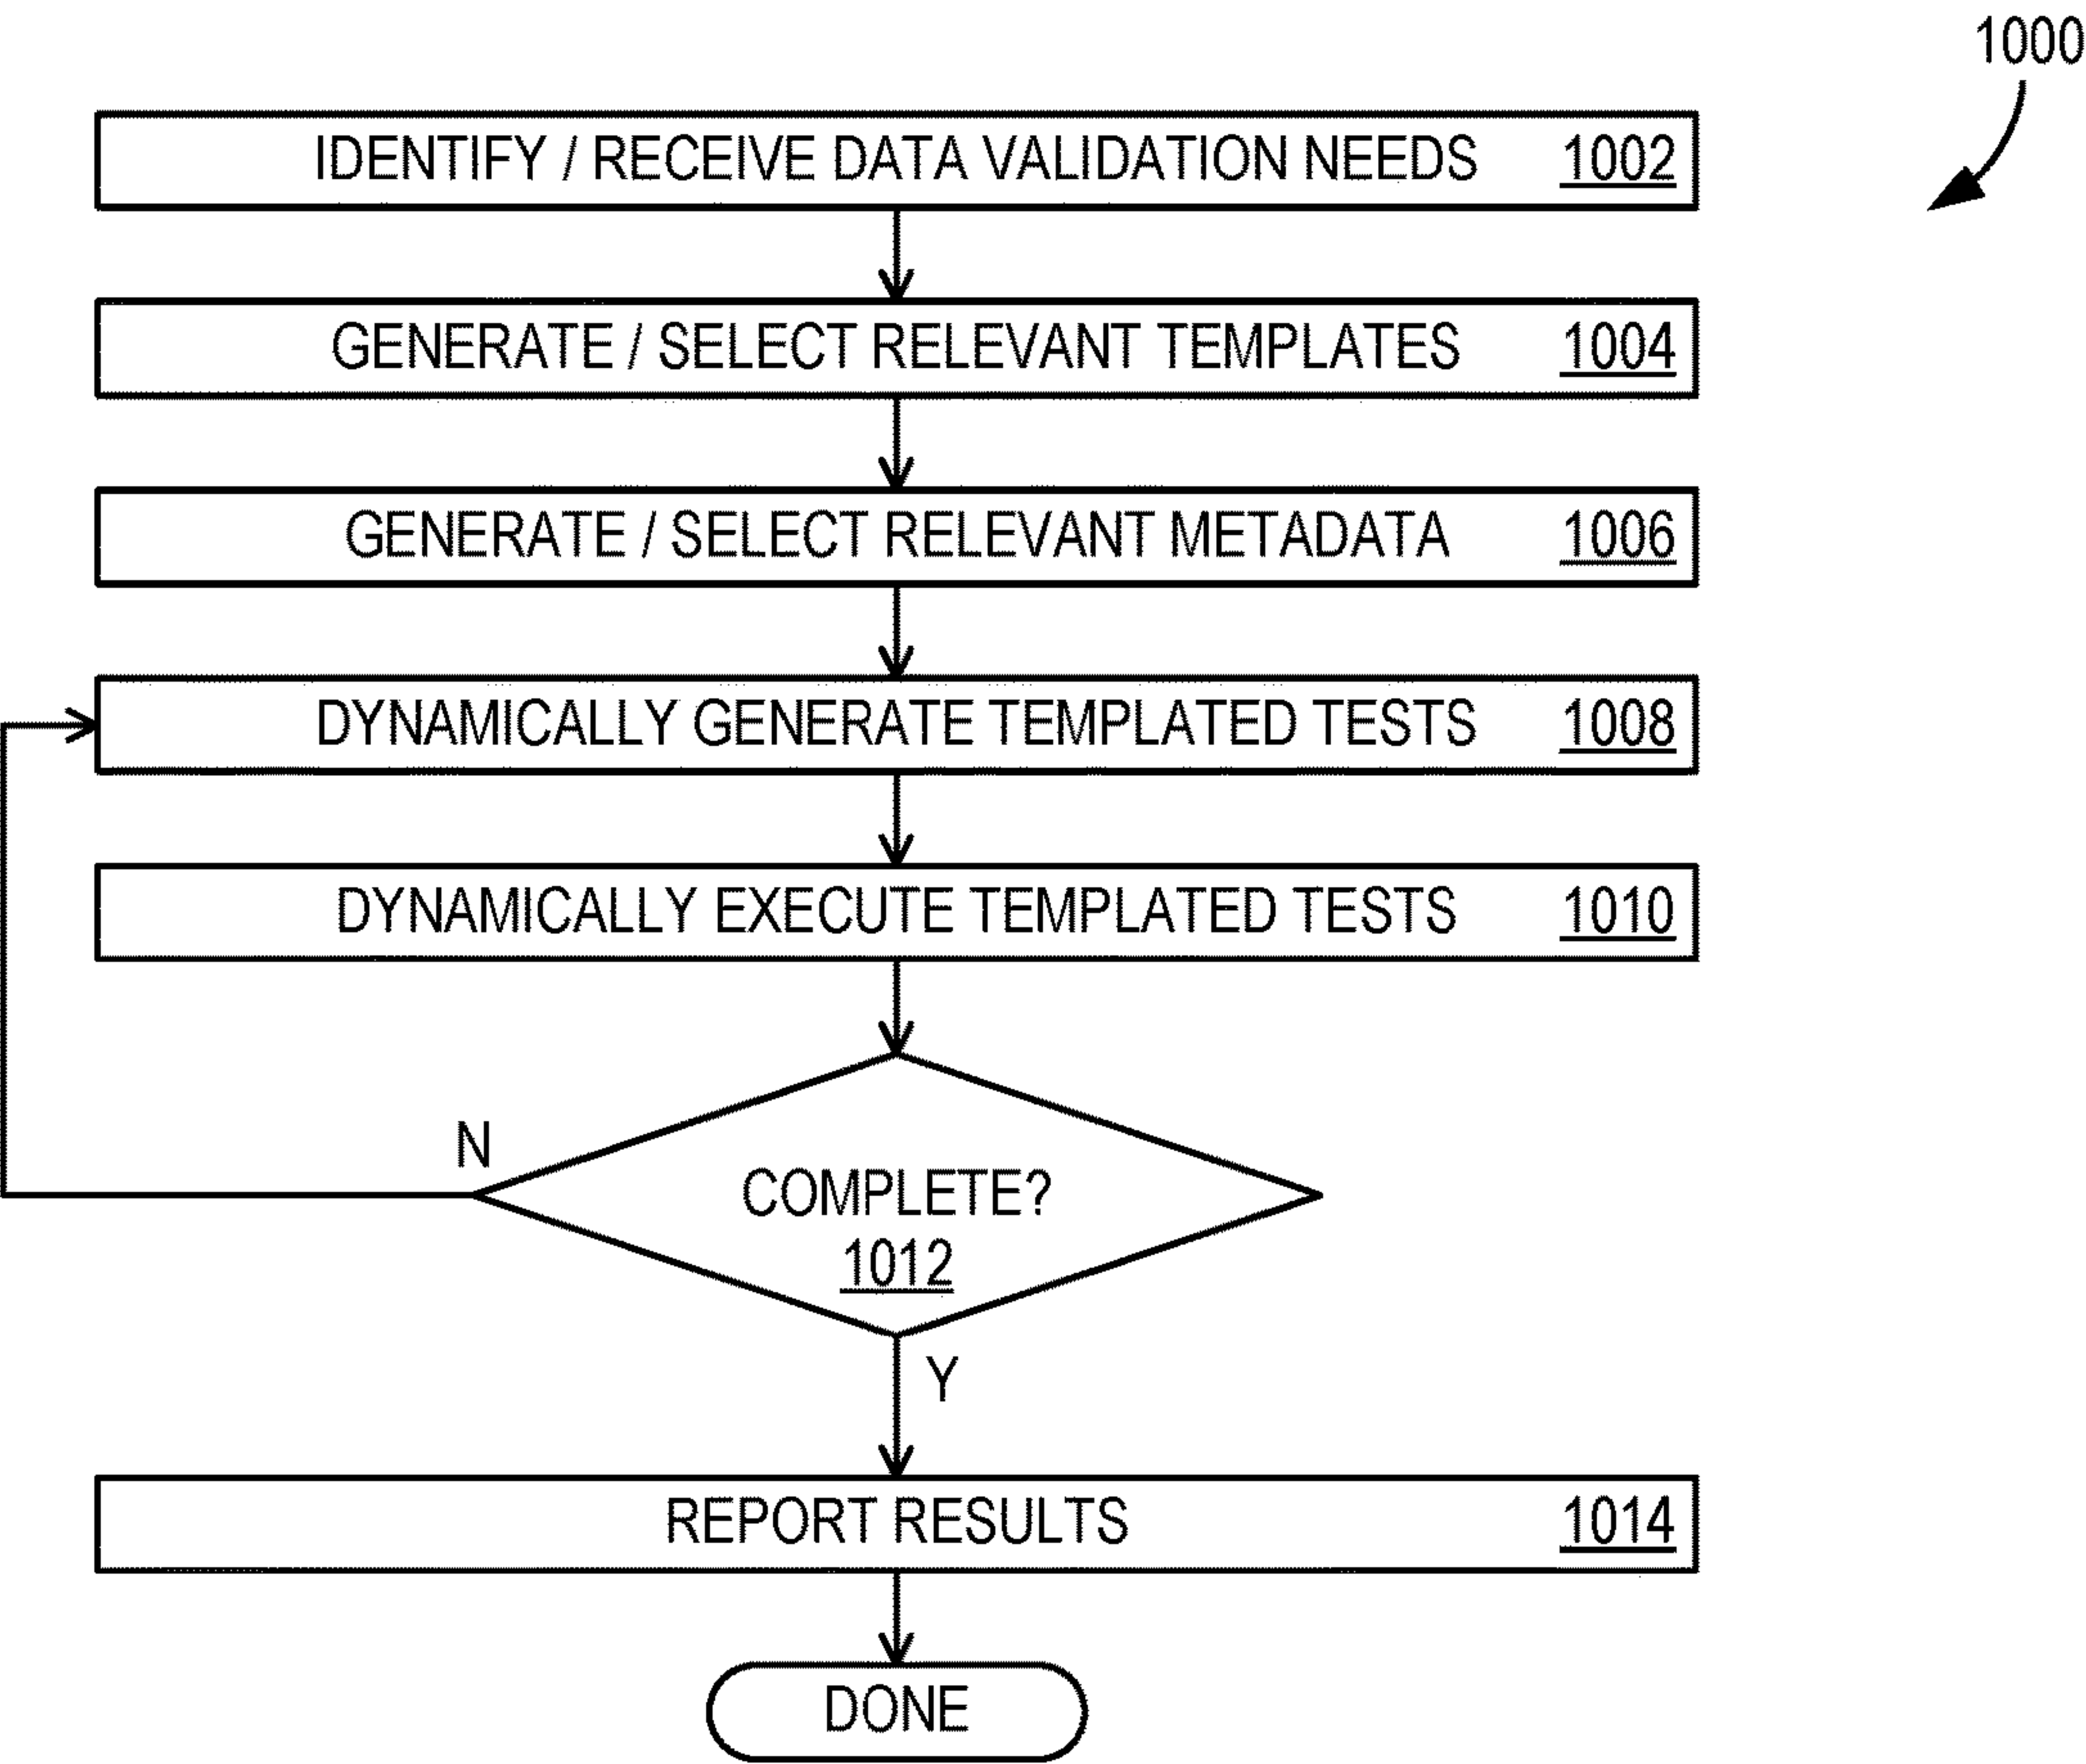 1000
IDENTIFY / RECEIVE DATA VALIDATION NEEDS 1002
GENERATE / SELECT RELEVANT TEMPLATES 1004
GENERATE / SELECT RELEVANT METADATA 1006
DYNAMICALLY GENERATE TEMPLATED TESTS 1008
DYNAMICALLY EXECUTE TEMPLATED TESTS 1010
N
COMPLETE?
1012
Y
REPORT RESULTS 1014
DONE